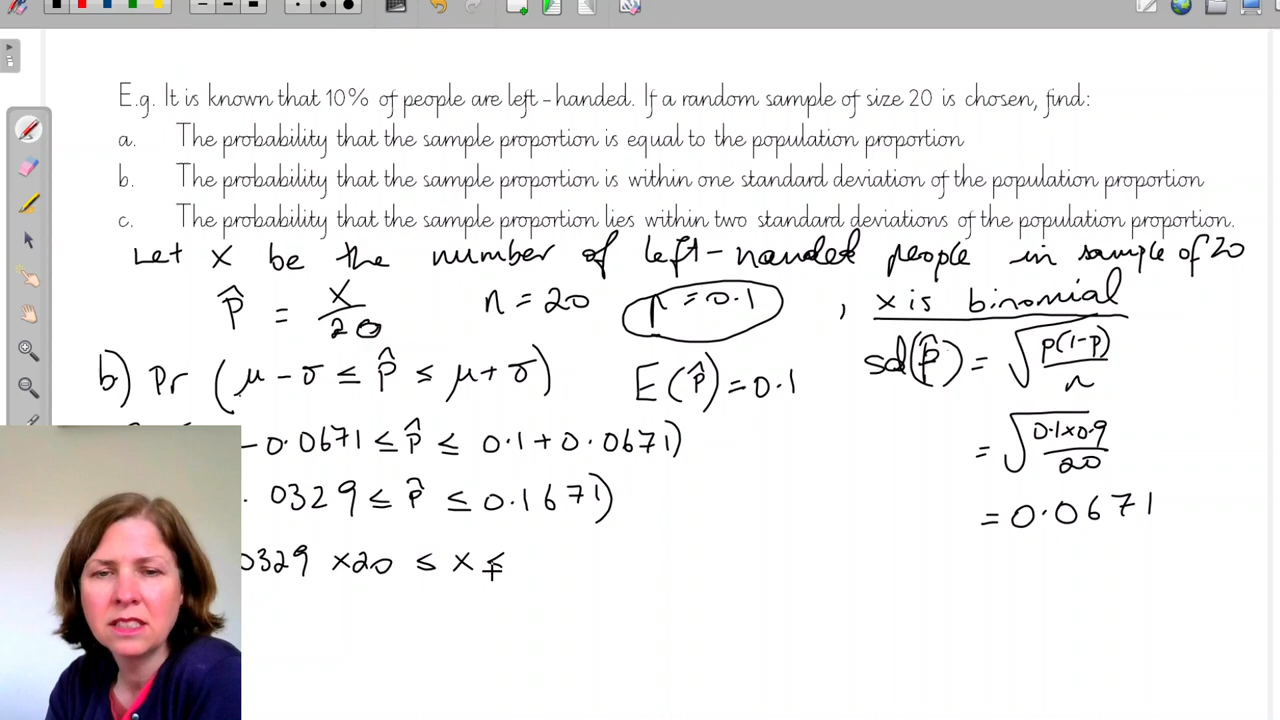 E.g. It is known that 10% of people are left-handed. If a random sample of size 20 is chosen, find:
a. The probability that the sample proportion is equal to the population proportion
b. The probability that the sample proportion is within one standard deviation of the population proportion
c. The probability that the sample proportion lies within two standard deviations of the population proportion.
Let X be the number of left-handed people in sample of 20
P̂ = X/20 n = 20 p = 0.1 , X is binomial
b) Pr (μ - σ ≤ P̂ ≤ μ + σ) E(P̂) = 0.1 sd(P̂) = √(p(1-p)/n)
- 0.0671 ≤ P̂ ≤ 0.1 + 0.0671) = √(0.1×0.9/20)
. 0329 ≤ P̂ ≤ 0.1671) = 0.0671
0329 ×20 ≤ X ≤